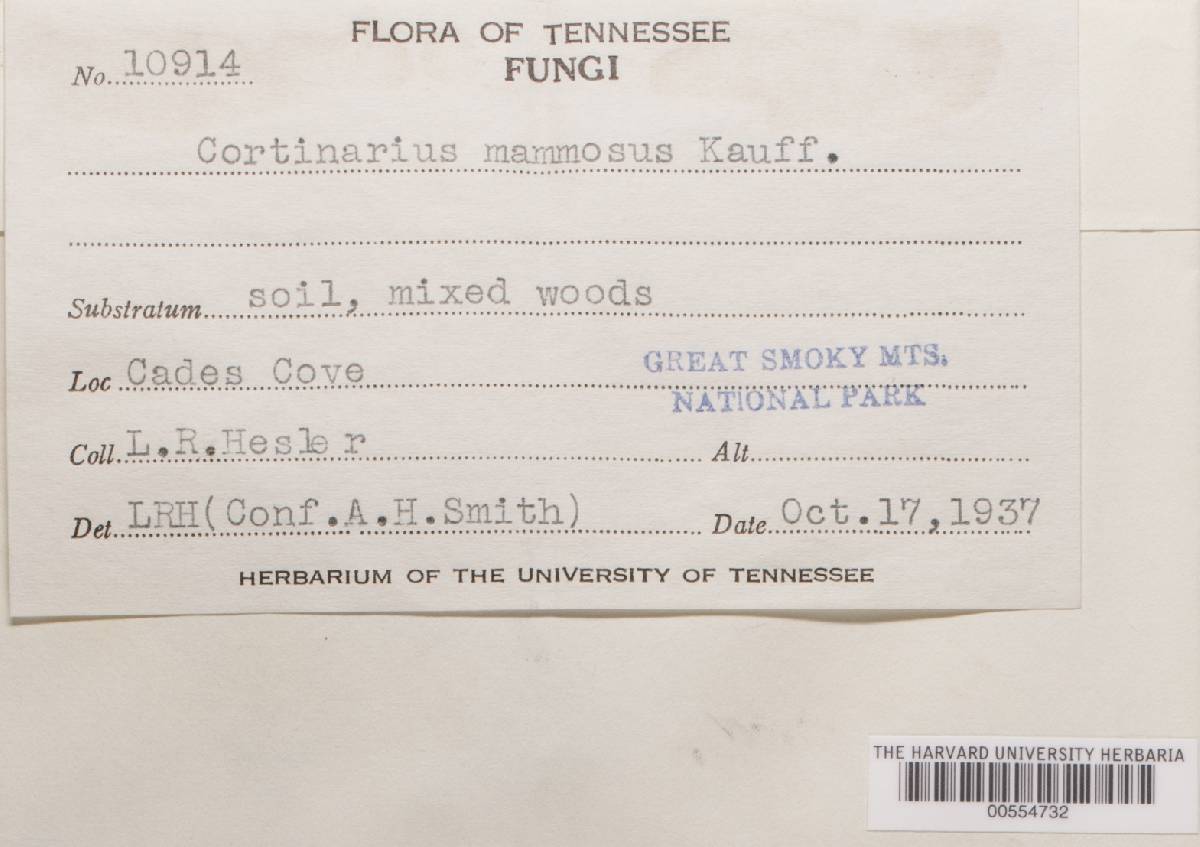 FLORA OF TENNESSEE
FUNGI
No. 10914
Cortinarius mammosus Kauff.
Substratum soil, mixed woods
Loc Cades Cove
GREAT SMOKY MTS.
NATIONAL PARK
Coll. L.R.Hesler Alt.
Det LRH(Conf.A.H.Smith) Date Oct.17,1937
HERBARIUM OF THE UNIVERSITY OF TENNESSEE
THE HARVARD UNIVERSITY HERBARIA
00554732